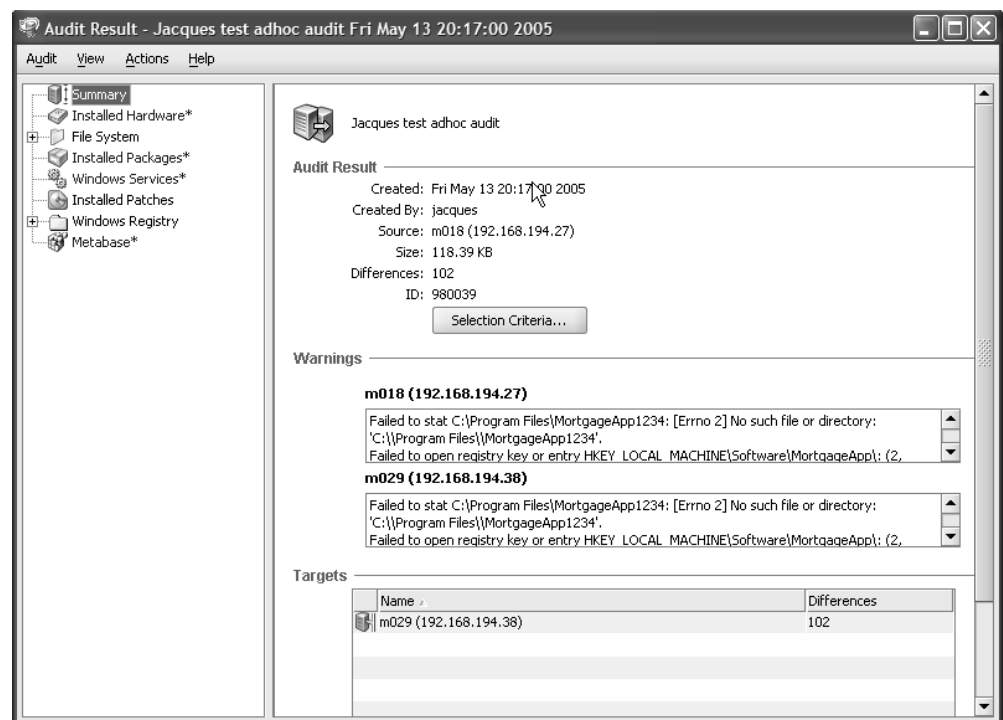 Audit Result - Jacques test adhoc audit Fri May 13 20:17:00 2005
Audit View Actions Help
Summary
Installed Hardware*
File System
Installed Packages*
Windows Services*
Installed Patches
Windows Registry
Metabase*
Jacques test adhoc audit
Audit Result
Created: Fri May 13 20:17:00 2005
Created By: jacques
Source: m018 (192.168.194.27)
Size: 118.39 KB
Differences: 102
ID: 980039
Selection Criteria...
Warnings
m018 (192.168.194.27)
Failed to stat C:\Program Files\MortgageApp1234: [Errno 2] No such file or directory:
'C:\\Program Files\\MortgageApp1234'.
Failed to open registry key or entry HKEY_LOCAL_MACHINE\Software\MortgageApp\: (2,
m029 (192.168.194.38)
Failed to stat C:\Program Files\MortgageApp1234: [Errno 2] No such file or directory:
'C:\\Program Files\\MortgageApp1234'.
Failed to open registry key or entry HKEY_LOCAL_MACHINE\Software\MortgageApp\: (2,
Targets
Name Differences
m029 (192.168.194.38) 102